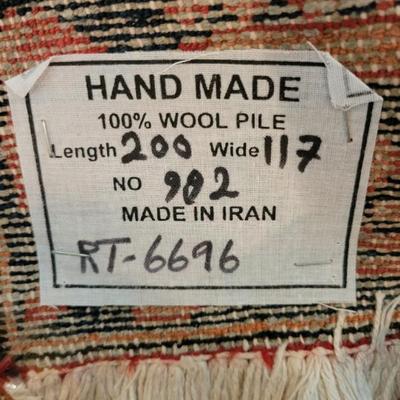 HAND MADE
100% WOOL PILE
Length 200 Wide 117
NO 902
MADE IN IRAN
RT-6696